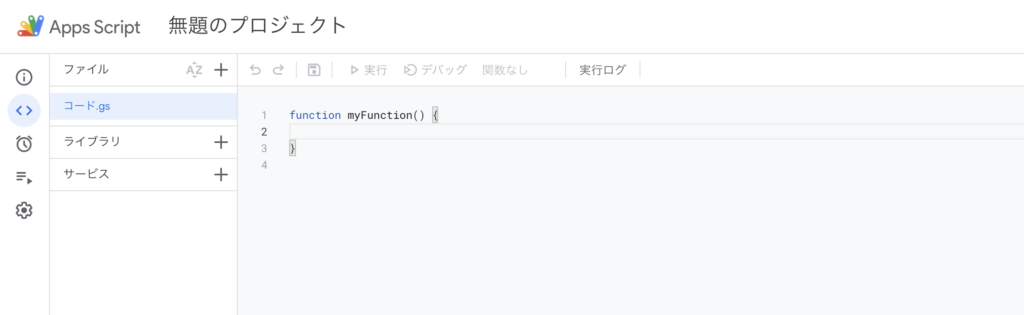 Apps Script 無題のプロジェクト
ファイル AZ
実行 デバッグ 関数なし 実行ログ
コード.gs
ライブラリ
サービス
1 function myFunction() {
2
3 }
4